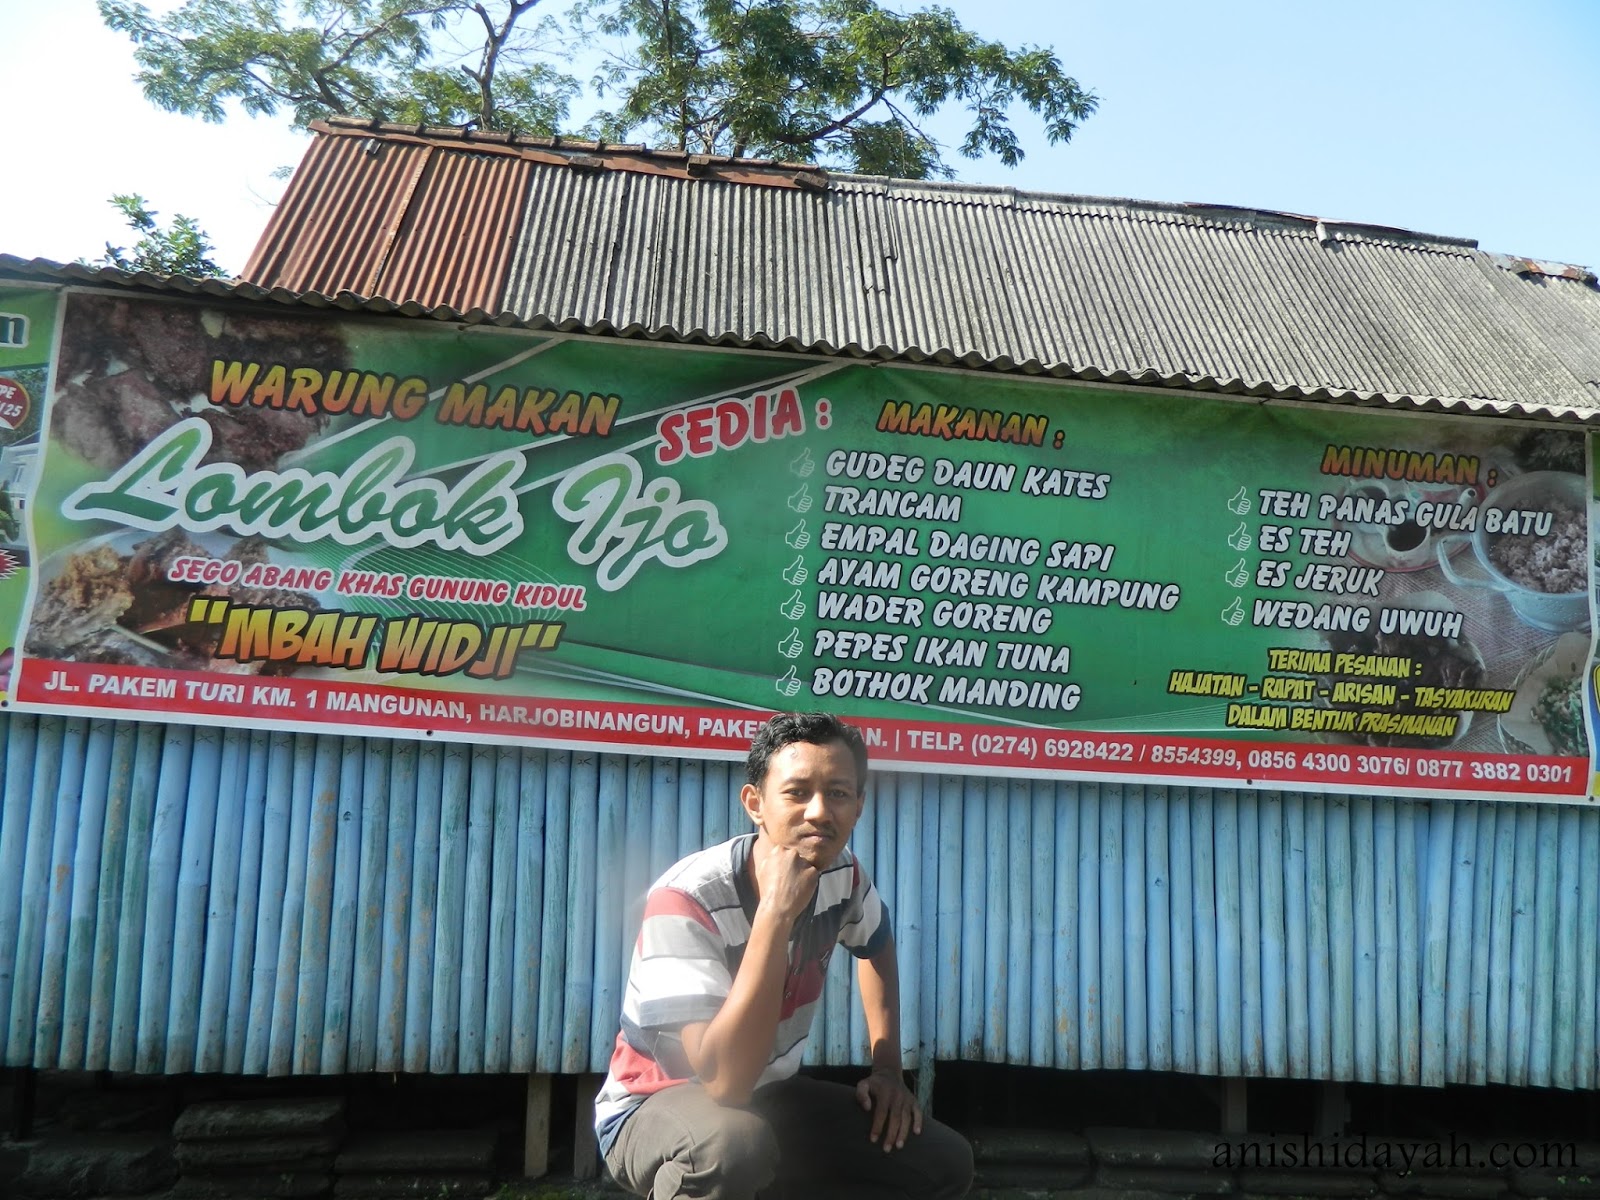 WARUNG MAKAN
Lombok Ijo
SEGO ABANG KHAS GUNUNG KIDUL
"MBAH WIDJI"
SEDIA :
MAKANAN :
GUDEG DAUN KATES
TRANCAM
EMPAL DAGING SAPI
AYAM GORENG KAMPUNG
WADER GORENG
PEPES IKAN TUNA
BOTHOK MANDING
MINUMAN :
TEH PANAS GULA BATU
ES TEH
ES JERUK
WEDANG UWUH
TERIMA PESANAN :
HAJATAN - RAPAT - ARISAN - TASYAKURAN
DALAM BENTUK PRASMANAN
JL. PAKEM TURI KM. 1 MANGUNAN, HARJOBINANGUN, | TELP. (0274) 6928422 / 8554399, 0856 4300 3076/ 0877 3882 0301
anishidayah.com